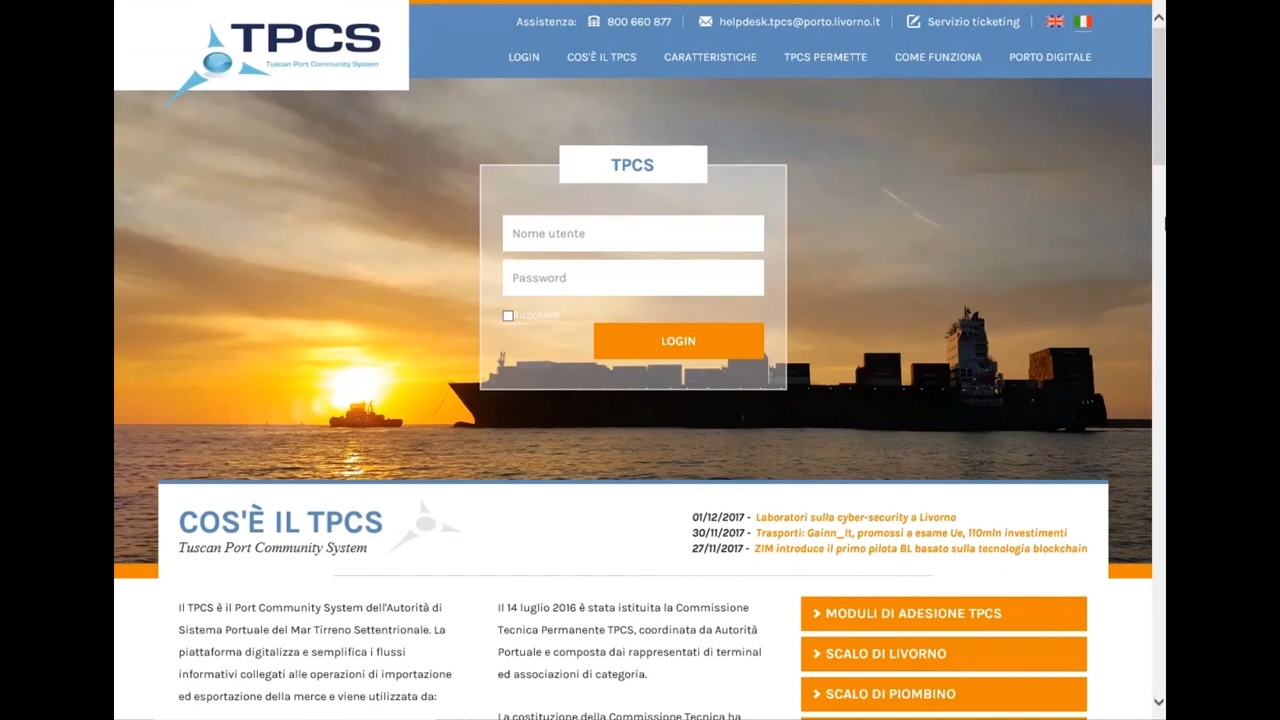 TPCS
Tuscan Port Community System
Assistenza: 800 660 877 helpdesk.tpcs@porto.livorno.it Servizio ticketing
LOGIN COS'È IL TPCS CARATTERISTICHE TPCS PERMETTE COME FUNZIONA PORTO DIGITALE
TPCS
Nome utente
Password
Ricordami
LOGIN
COS'È IL TPCS
Tuscan Port Community System
01/12/2017 - Laboratori sulla cyber-security a Livorno
30/11/2017 - Trasporti: Gainn_It, promossi a esame Ue, 110mln investimenti
27/11/2017 - ZIM introduce il primo pilota BL basato sulla tecnologia blockchain
Il TPCS è il Port Community System dell'Autorità di
Sistema Portuale del Mar Tirreno Settentrionale. La
piattaforma digitalizza e semplifica i flussi
informativi collegati alle operazioni di importazione
ed esportazione della merce e viene utilizzata da:
Il 14 luglio 2016 è stata istituita la Commissione
Tecnica Permanente TPCS, coordinata da Autorità
Portuale e composta dai rappresentati di terminal
ed associazioni di categoria.
La costituzione della Commissione Tecnica ha
MODULI DI ADESIONE TPCS
SCALO DI LIVORNO
SCALO DI PIOMBINO